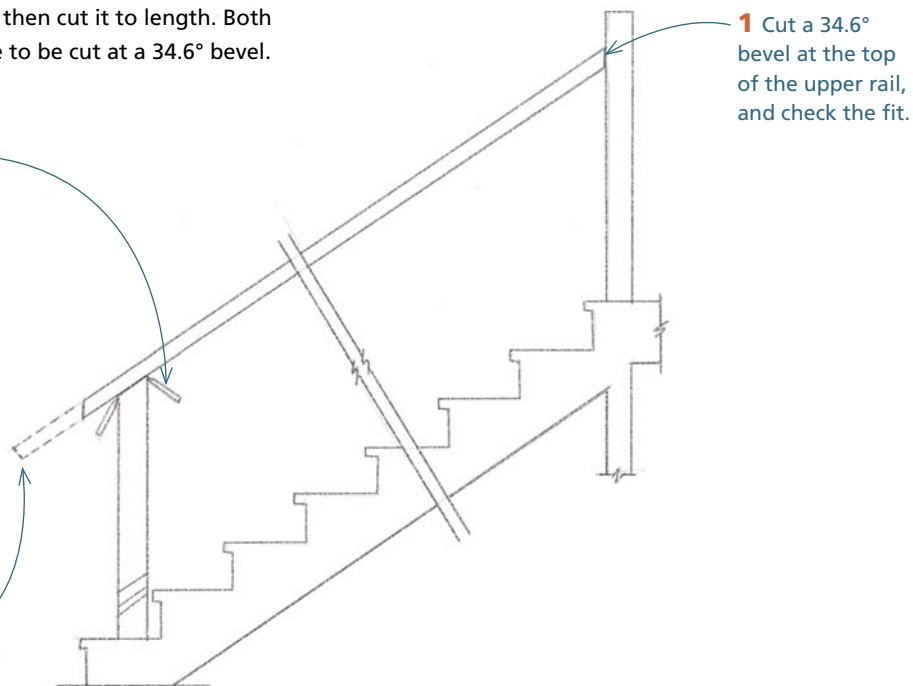 then cut it to length. Both
to be cut at a 34.6° bevel.
1 Cut a 34.6°
bevel at the top
of the upper rail,
and check the fit.